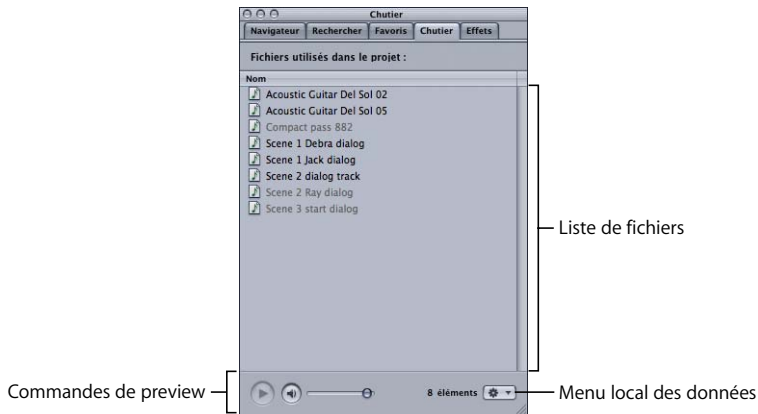 Chutier
Navigateur Rechercher Favoris Chutier Effets
Fichiers utilisés dans le projet :
Nom
Acoustic Guitar Del Sol 02
Acoustic Guitar Del Sol 05
Compact pass 882
Scene 1 Debra dialog
Scene 1 Jack dialog
Scene 2 dialog track
Scene 2 Ray dialog
Scene 3 start dialog
Liste de fichiers
Commandes de preview
8 éléments
Menu local des données